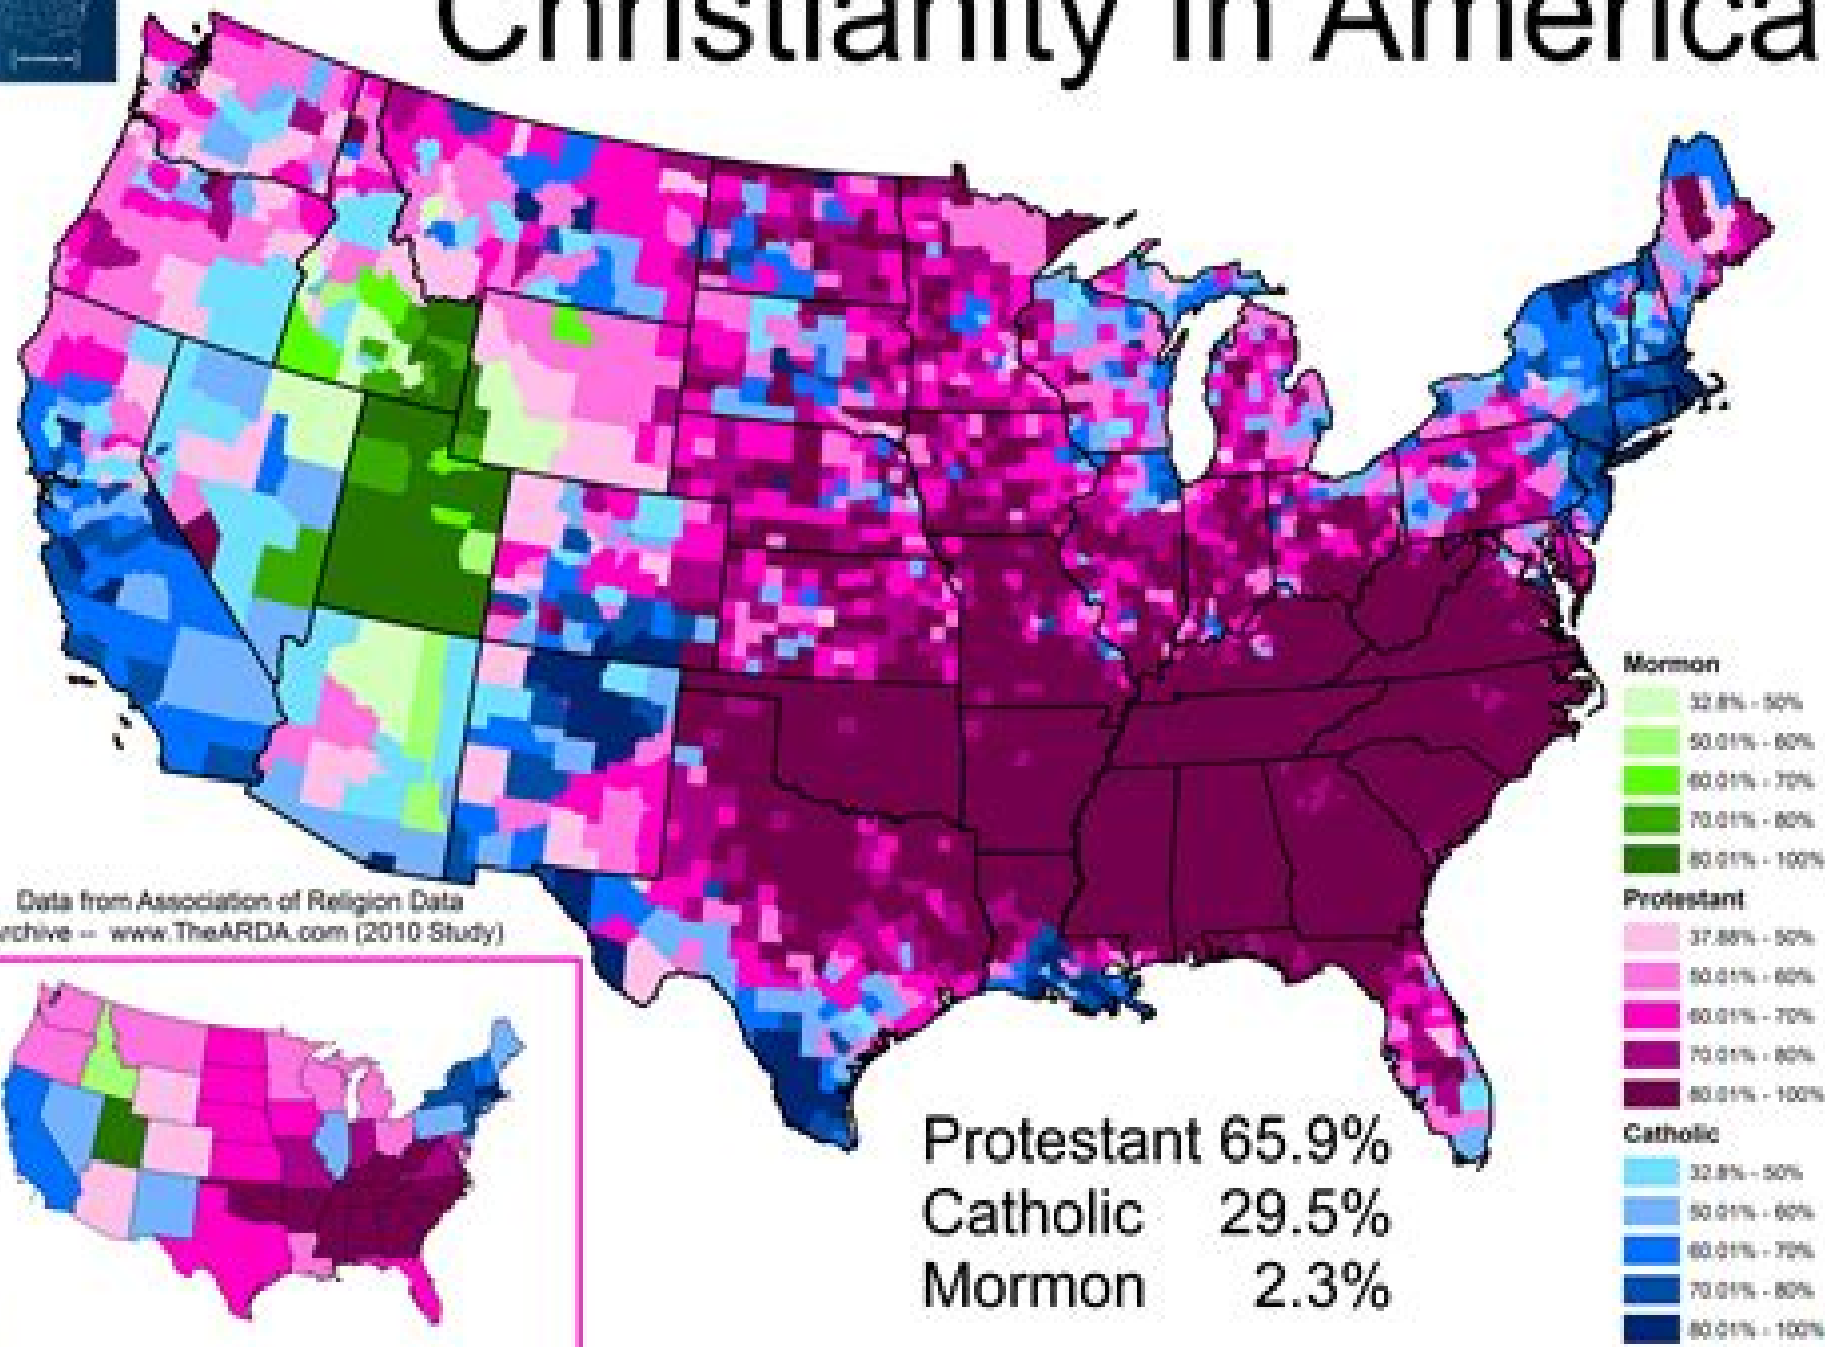 Christianity in America
Data from Association of Religion Data
Archive -- www.TheARDA.com (2010 Study)
Protestant 65.9%
Catholic 29.5%
Mormon 2.3%
Mormon
32.8% - 50%
50.01% - 60%
60.01% - 70%
70.01% - 80%
80.01% - 100%
Protestant
37.88% - 50%
50.01% - 60%
60.01% - 70%
70.01% - 80%
80.01% - 100%
Catholic
32.8% - 50%
50.01% - 60%
60.01% - 70%
70.01% - 80%
80.01% - 100%